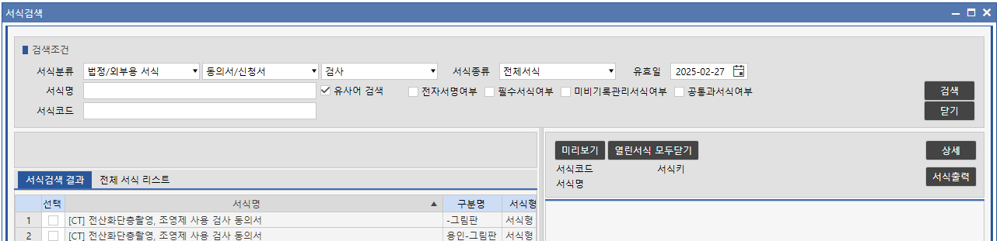 서식검색
검색조건
서식분류 법정/외부용 서식 동의서/신청서 검사 서식종류 전체서식 유효일 2025-02-27
서식명 유사어 검색 전자서명여부 필수서식여부 미비기록관리서식여부 공통과서식여부 검색
서식코드 닫기
미리보기 열린서식 모두닫기 상세
서식코드 서식키
서식명 서식출력
서식검색 결과 전체 서식 리스트
선택 서식명 구분명 서식형
1 [CT] 전산화단층촬영, 조영제 사용 검사 동의서 -그림판 서식형
2 [CT] 전산화단층촬영, 조영제 사용 검사 동의서 용인-그림판 서식형